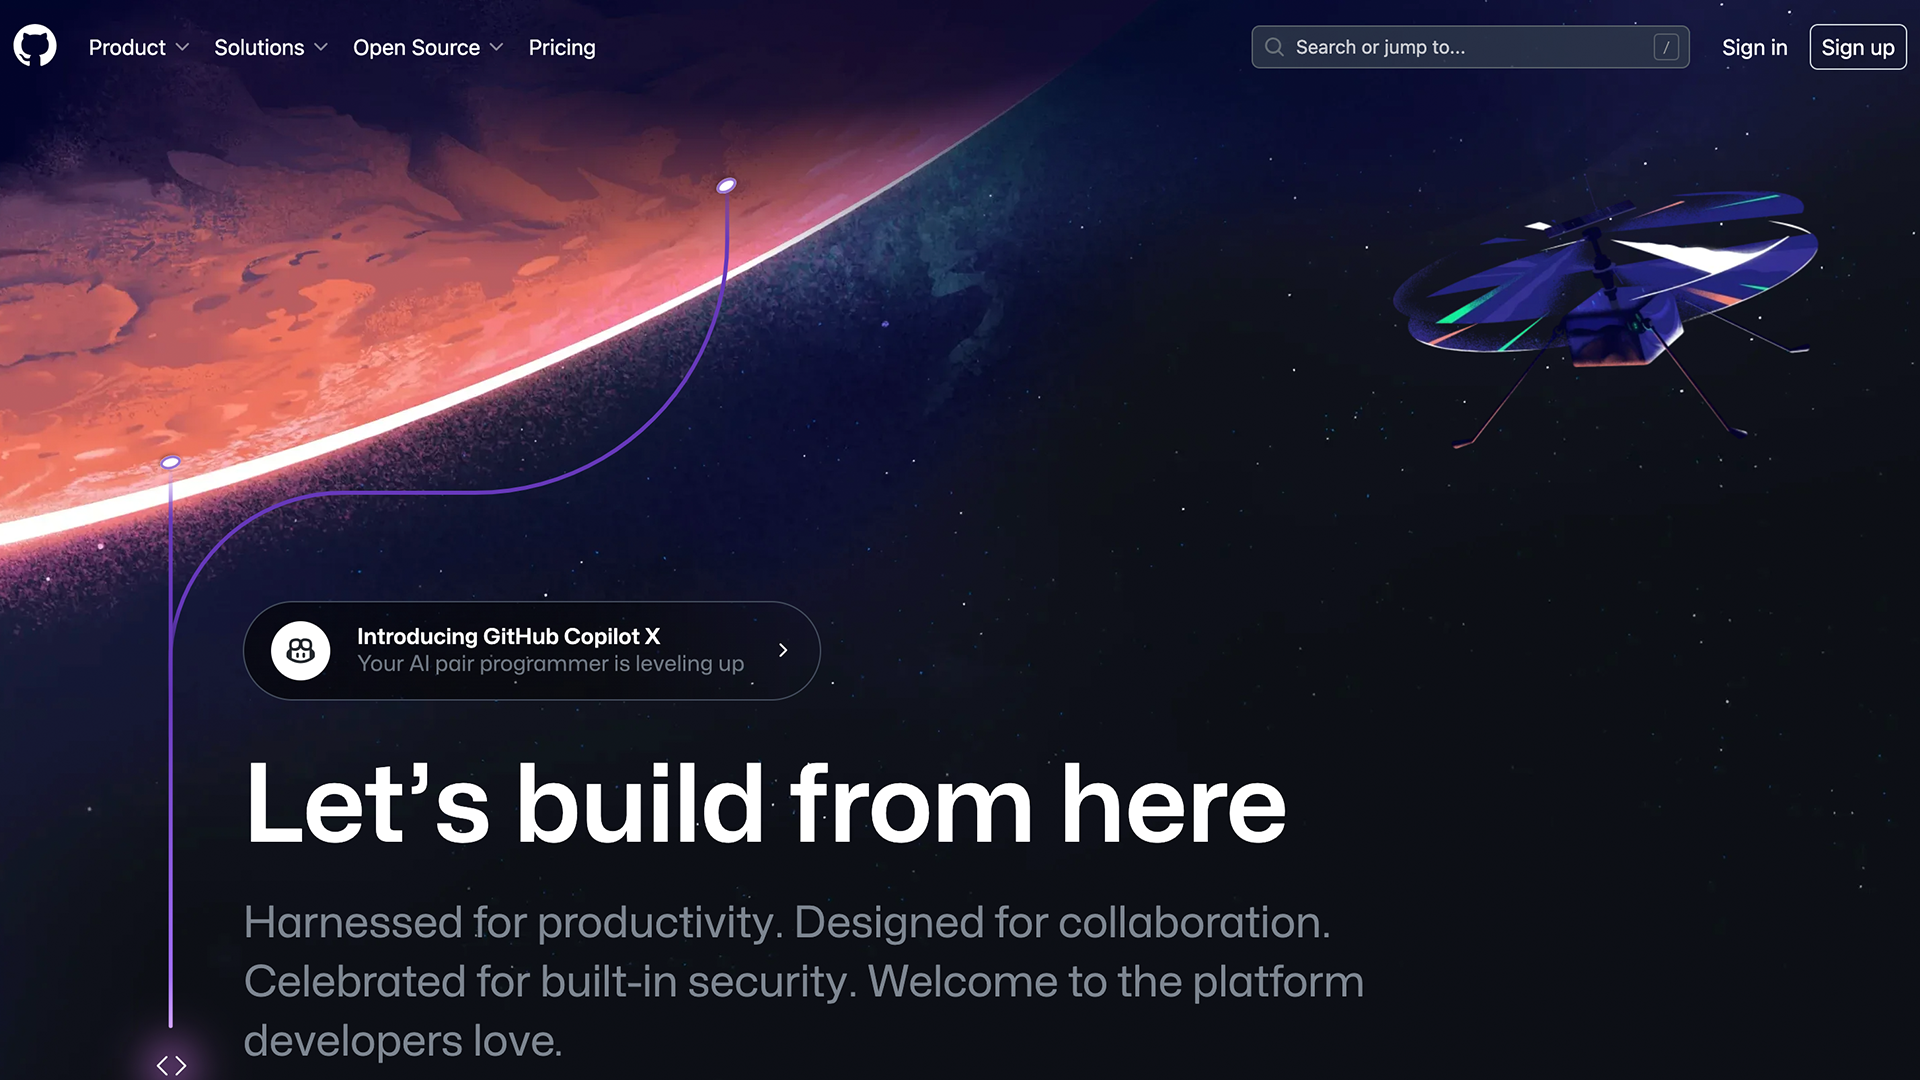 Product
Solutions
Open Source
Pricing
Search or jump to...
/
Sign in
Sign up
Introducing GitHub Copilot X
Your AI pair programmer is leveling up
Let’s build from here
Harnessed for productivity. Designed for collaboration.
Celebrated for built-in security. Welcome to the platform
developers love.